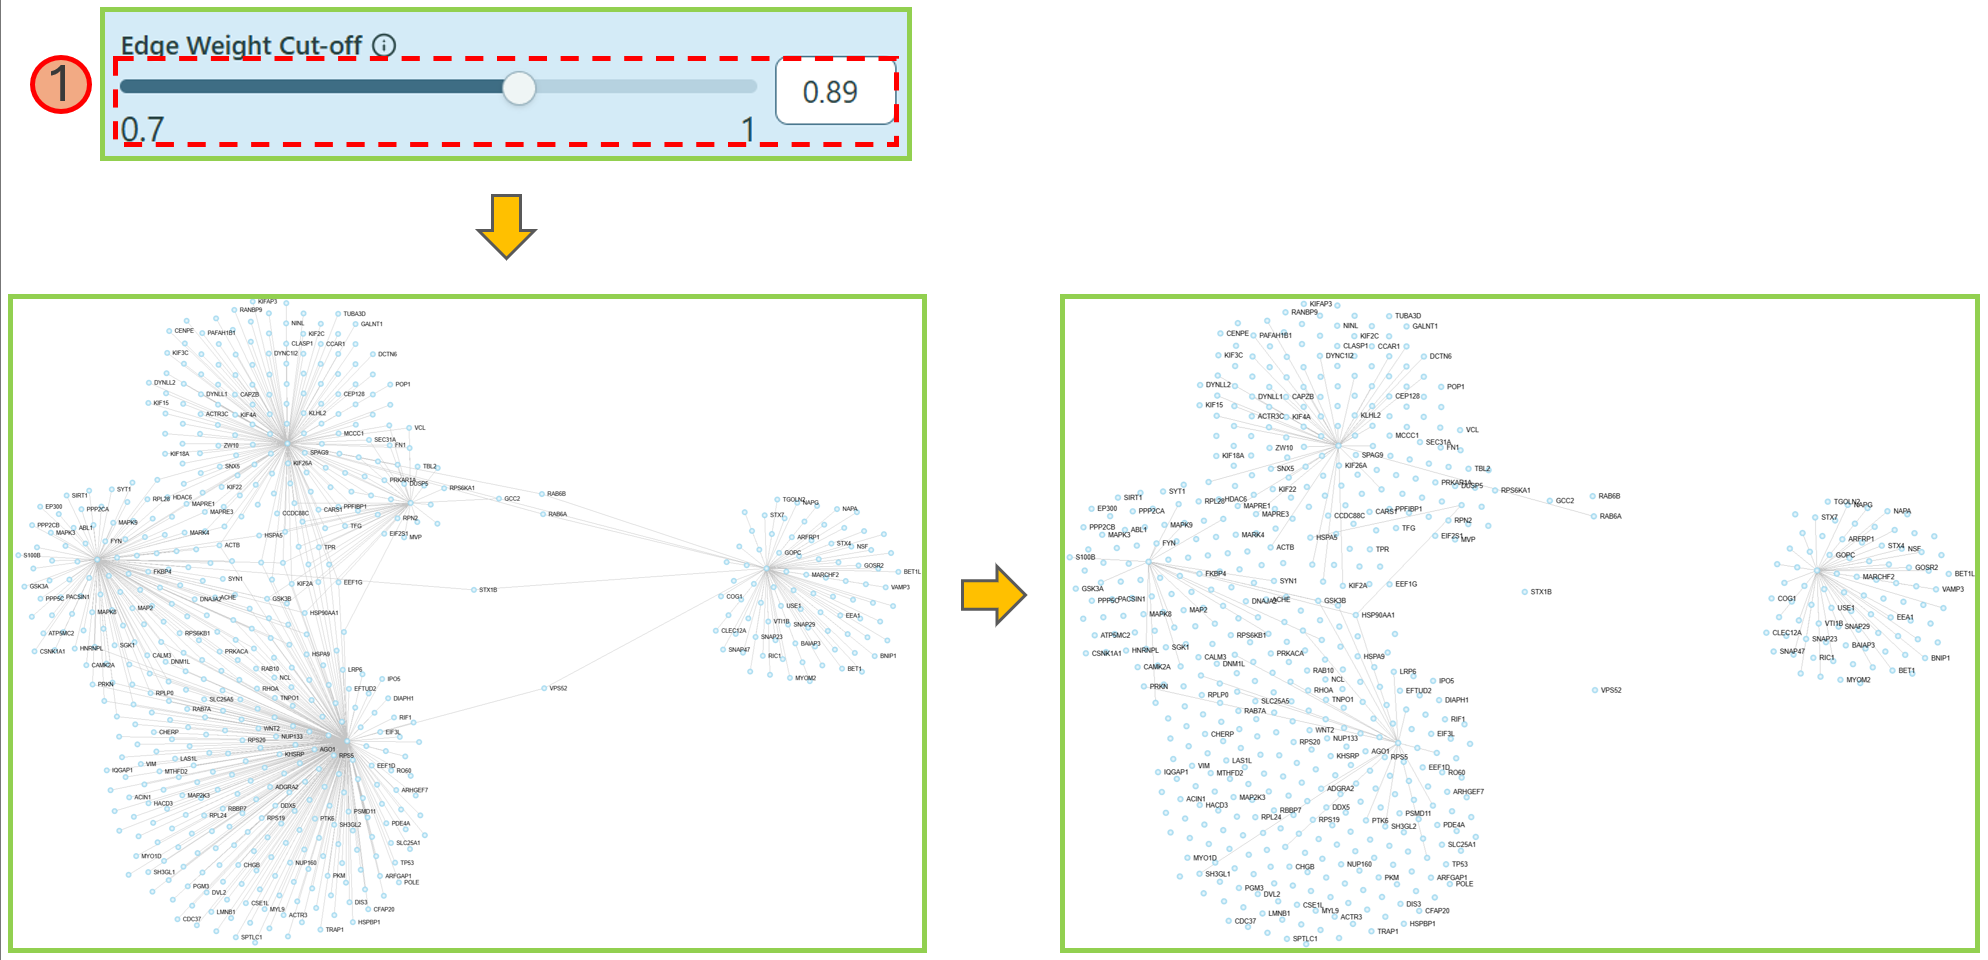 Edge Weight Cut-off
1
0.89
0.7 1
KIFAP3
RANBP9
TUBA3D
NINL
GALNT1
CENPE
PAFAH1B1
KIF2C
CLASP1
CCAR1
KIF3C
DYNC1I2
DCTN6
DYNLL2
POP1
DYNLL1
CAPZB
CEP128
KIF15
ACTR3C
KIF4A
KLHL2
VCL
MCCC1
SEC31A
ZW10
FN1
KIF18A
SPAG9
KIF26A
SNX5
TBL2
PRKAR1A
DUSP5
KIF22
RPS6KA1
SIRT1
SYT1
RPL28
HDAC6
GCC2
RAB6B
EP300
PPP2CA
MAPRE1
MAPRE3
CCDC88C
CARS1
PPFIBP1
RPN2
RAB6A
PPP2CB
MAPK9
ABL1
MAPK3
TFG
EIF2S1
MVP
FYN
MARK4
HSPA5
ACTB
TPR
S100B
FKBP4
SYN1
KIF2A
EEF1G
STX1B
GSK3A
PPP5C
PACSIN1
DNAJA2
ACHE
GSK3B
MAPK8
MAP2
HSP90AA1
ATP5MC2
RPS6KB1
CSNK1A1
HNRNPL
SGK1
CALM3
DNM1L
PRKACA
HSPA9
CAMK2A
RAB10
LRP6
NCL
IPO5
PRKN
RPLP0
RHOA
EFTUD2
SLC25A5
TNPO1
DIAPH1
VPS52
RAB7A
RIF1
CHERP
WNT2
EIF3L
RPS20
NUP133
AGO1
KHSRP
RPS5
LAS1L
VIM
IQGAP1
MTHFD2
EEF1D
RO60
ADGRA2
ARHGEF7
ACIN1
HACD3
MAP2K3
RBBP7
DDX5
PSMD11
RPL24
RPS19
PTK6
SH3GL2
PDE4A
SLC25A1
MYO1D
CHGB
NUP160
TP53
SH3GL1
PKM
ARFGAP1
POLE
PGM3
DVL2
CSE1L
MYL9
DIS3
CFAP20
LMNB1
ACTR3
CDC37
HSPBP1
TRAP1
SPTLC1
TGOLN2
NAPG
NAPA
STX7
ARFRP1
STX4
NSF
GOPC
GOSR2
BET1L
MARCHF2
VAMP3
COG1
USE1
EEA1
VTI1B
SNAP29
CLEC12A
SNAP23
BAIAP3
SNAP47
RIC1
BNIP1
BET1
MYOM2
KIFAP3
RANBP9
TUBA3D
NINL
GALNT1
CENPE
PAFAH1B1
KIF2C
CLASP1
CCAR1
KIF3C
DYNC1I2
DCTN6
DYNLL2
POP1
DYNLL1
CAPZB
CEP128
KIF15
ACTR3C
KIF4A
KLHL2
VCL
MCCC1
SEC31A
ZW10
FN1
KIF18A
SPAG9
KIF26A
SNX5
TBL2
PRKAR1A
DUSP5
KIF22
RPS6KA1
SIRT1
SYT1
RPL28
HDAC6
GCC2
RAB6B
EP300
PPP2CA
MAPRE1
MAPRE3
CCDC88C
CARS1
PPFIBP1
RPN2
RAB6A
PPP2CB
MAPK9
ABL1
MAPK3
TFG
EIF2S1
MVP
FYN
MARK4
HSPA5
ACTB
TPR
S100B
FKBP4
SYN1
KIF2A
EEF1G
STX1B
GSK3A
PPP5C
PACSIN1
DNAJA2
ACHE
GSK3B
MAPK8
MAP2
HSP90AA1
ATP5MC2
RPS6KB1
CSNK1A1
HNRNPL
SGK1
CALM3
DNM1L
PRKACA
HSPA9
CAMK2A
RAB10
LRP6
NCL
IPO5
PRKN
RPLP0
RHOA
EFTUD2
SLC25A5
TNPO1
DIAPH1
VPS52
RAB7A
RIF1
CHERP
WNT2
EIF3L
RPS20
NUP133
AGO1
KHSRP
RPS5
LAS1L
VIM
IQGAP1
MTHFD2
EEF1D
RO60
ADGRA2
ARHGEF7
ACIN1
HACD3
MAP2K3
RBBP7
DDX5
PSMD11
RPL24
RPS19
PTK6
SH3GL2
PDE4A
SLC25A1
MYO1D
CHGB
NUP160
TP53
SH3GL1
PKM
ARFGAP1
POLE
PGM3
DVL2
CSE1L
MYL9
DIS3
CFAP20
LMNB1
ACTR3
CDC37
HSPBP1
TRAP1
SPTLC1
TGOLN2
NAPG
NAPA
STX7
ARFRP1
STX4
NSF
GOPC
GOSR2
BET1L
MARCHF2
VAMP3
COG1
USE1
EEA1
VTI1B
SNAP29
CLEC12A
SNAP23
BAIAP3
SNAP47
RIC1
BNIP1
BET1
MYOM2